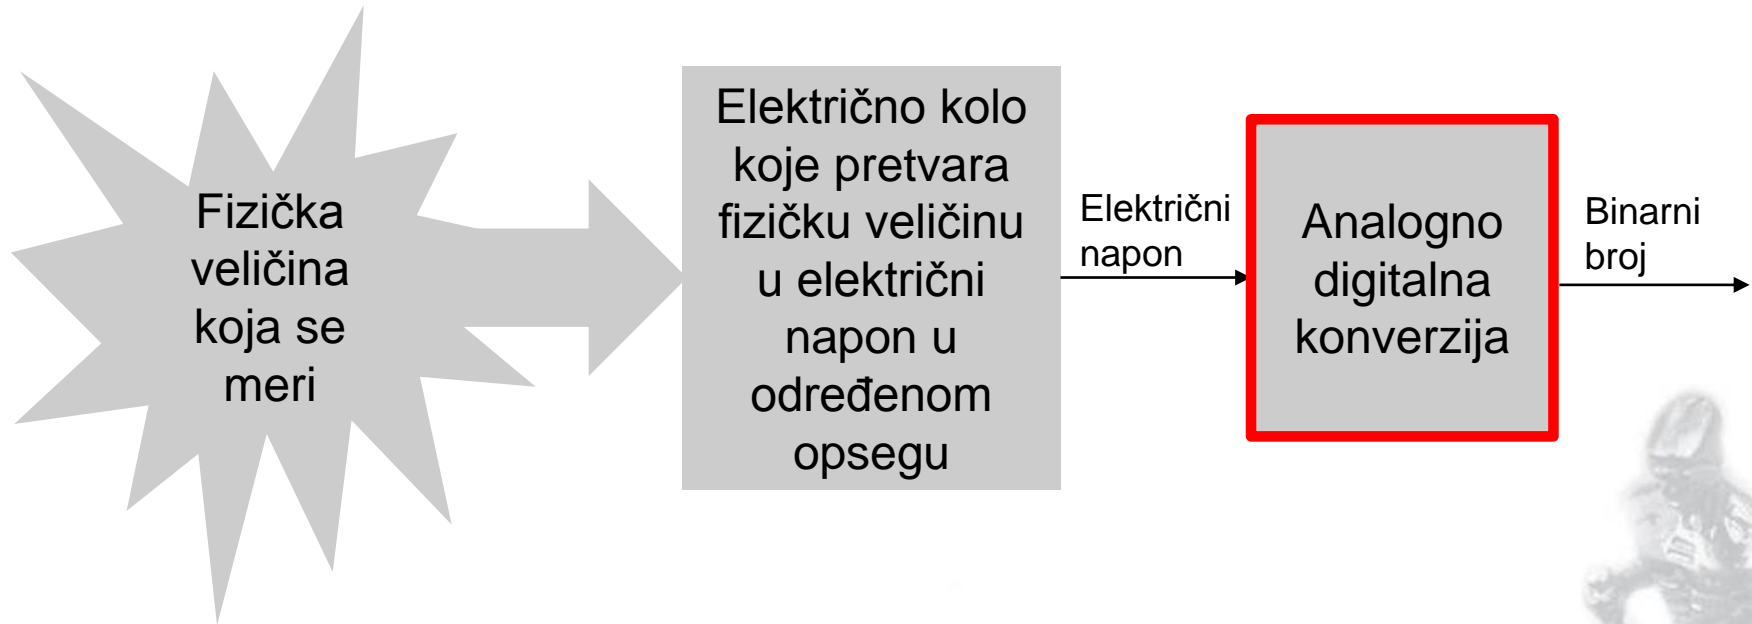 Fizička
veličina
koja se
meri
Električno kolo
koje pretvara
fizičku veličinu
u električni
napon u
određenom
opsegu
Električni
napon
Analogno
digitalna
konverzija
Binarni
broj